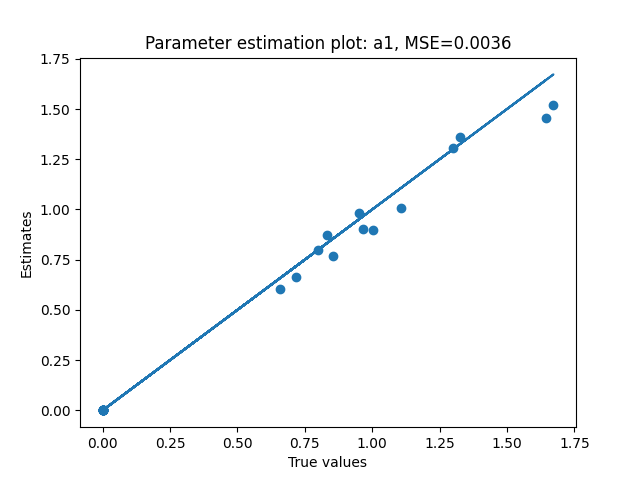 Parameter estimation plot: a1, MSE=0.0036
1.75
1.50
1.25
1.00
0.75
0.50
0.25
0.00
Estimates
0.00 0.25 0.50 0.75 1.00 1.25 1.50 1.75
True values